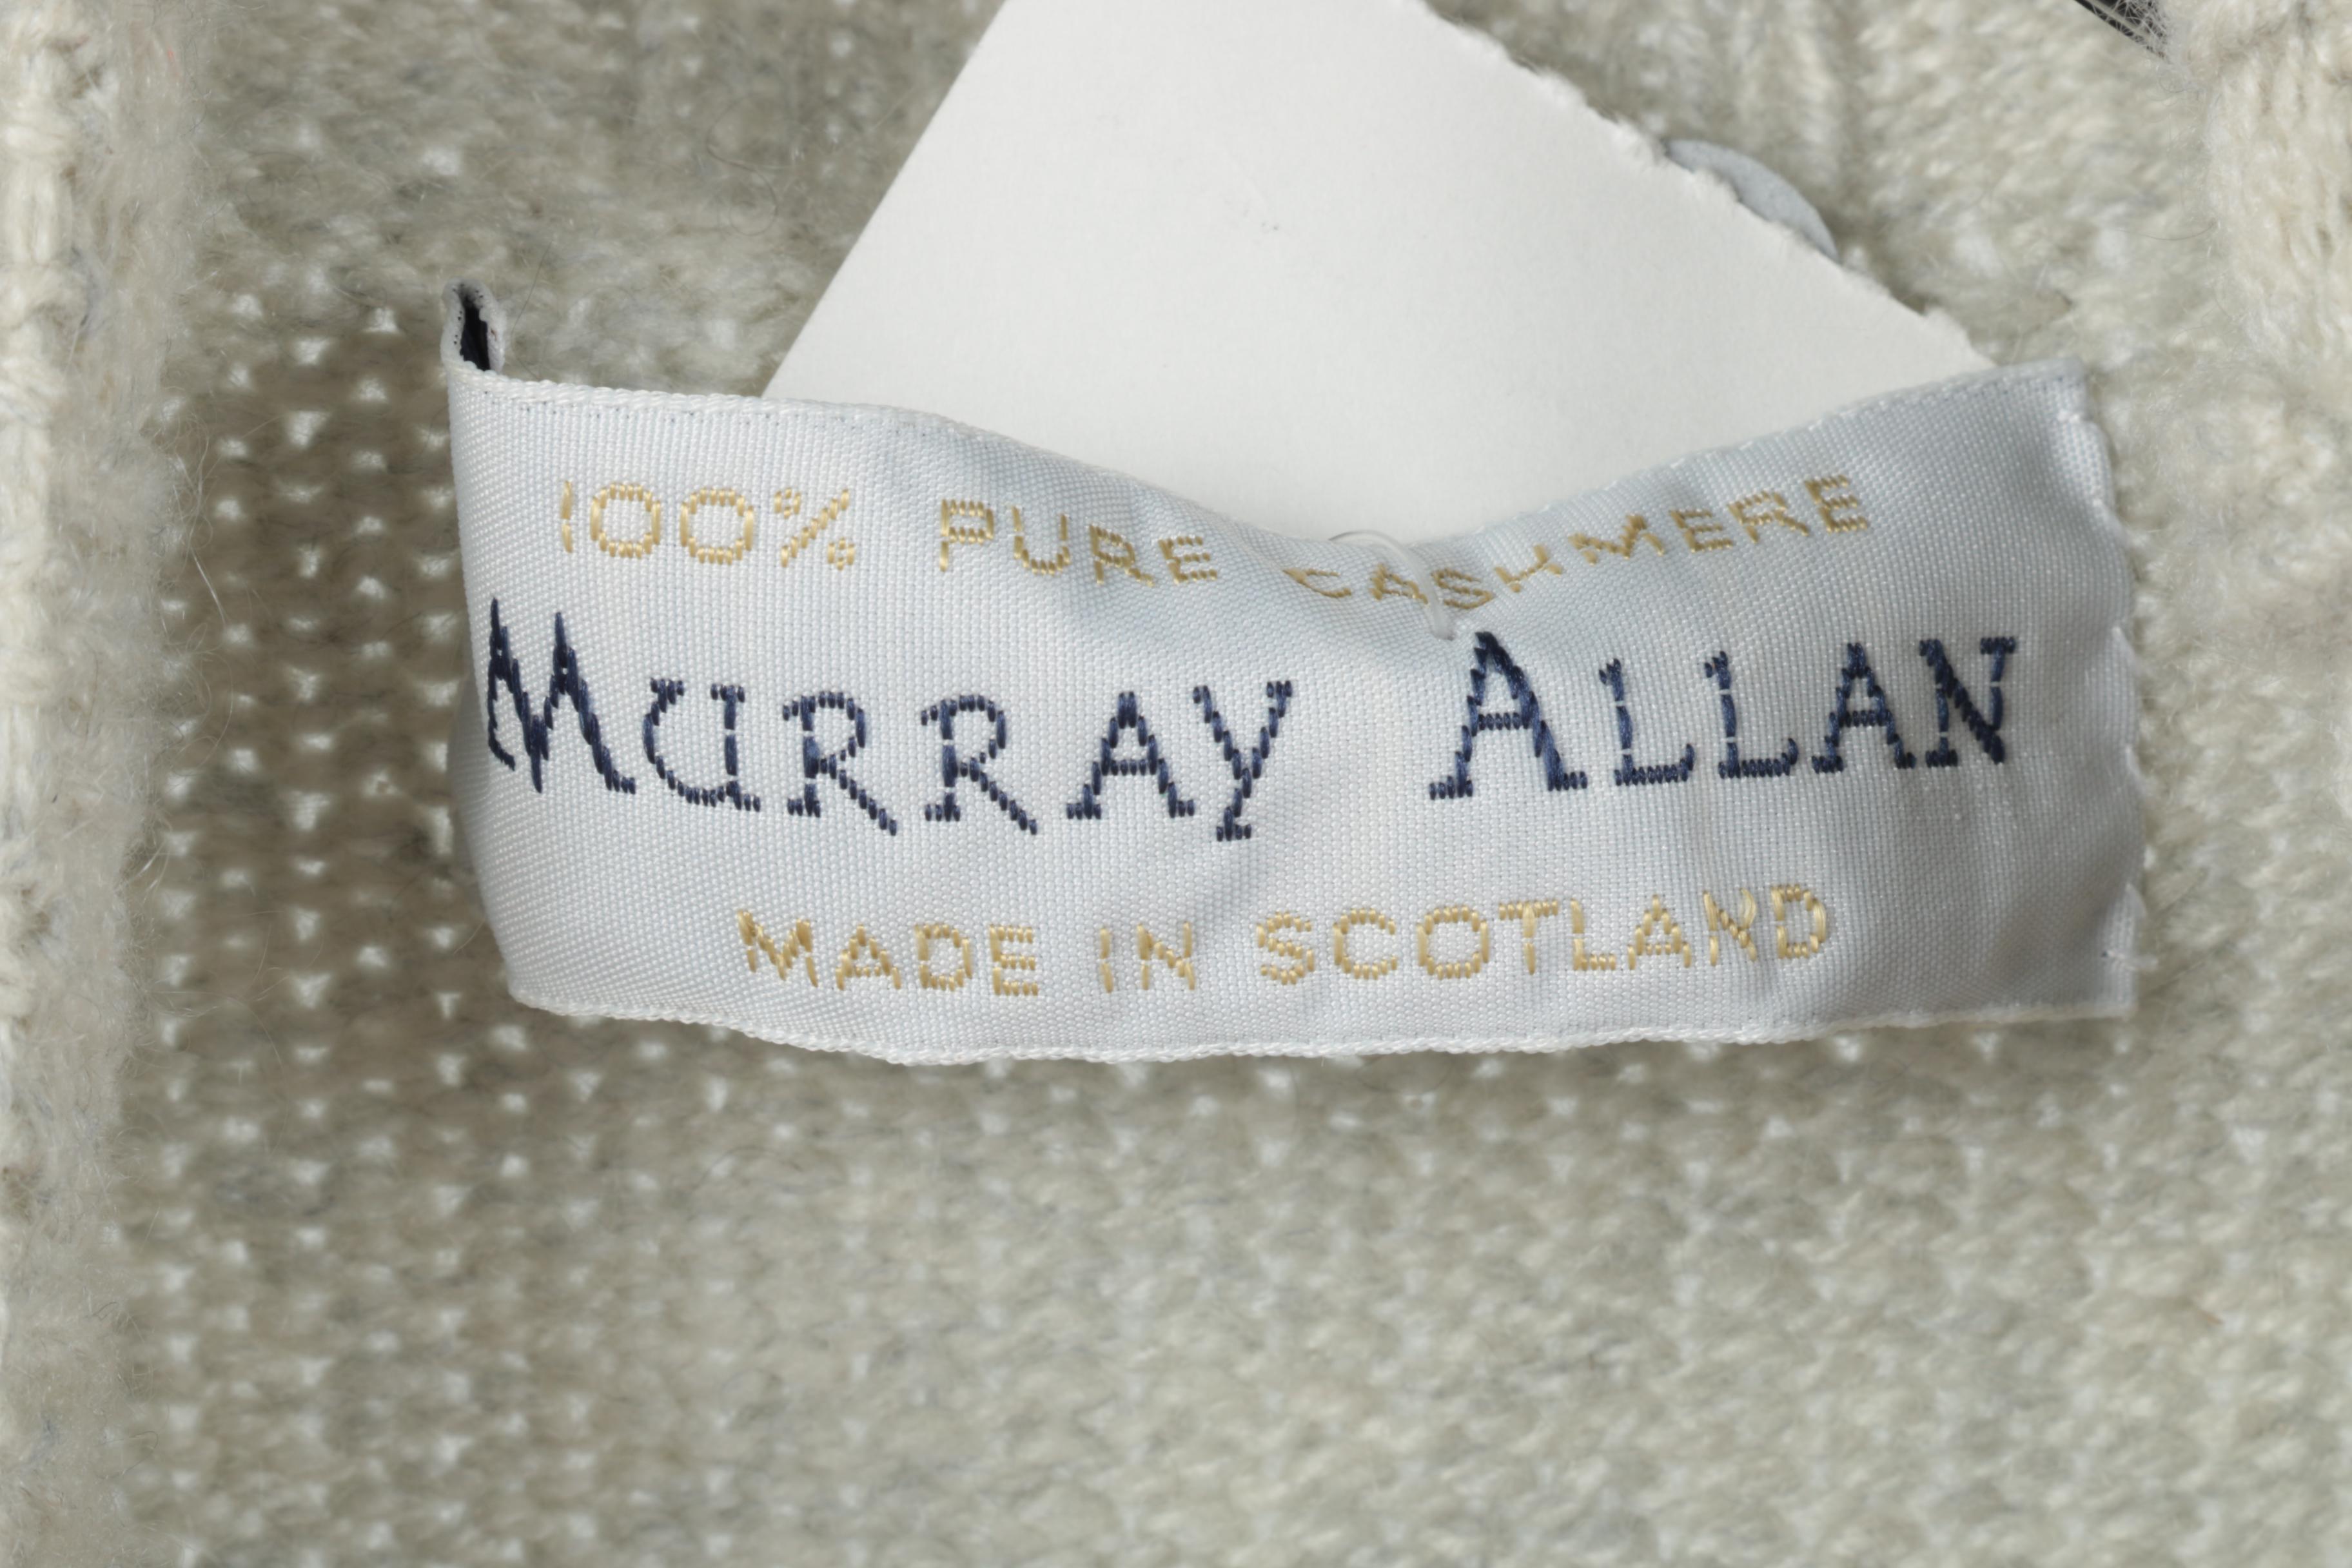 100% PURE CASHMERE
MURRAY ALLAN
MADE IN SCOTLAND